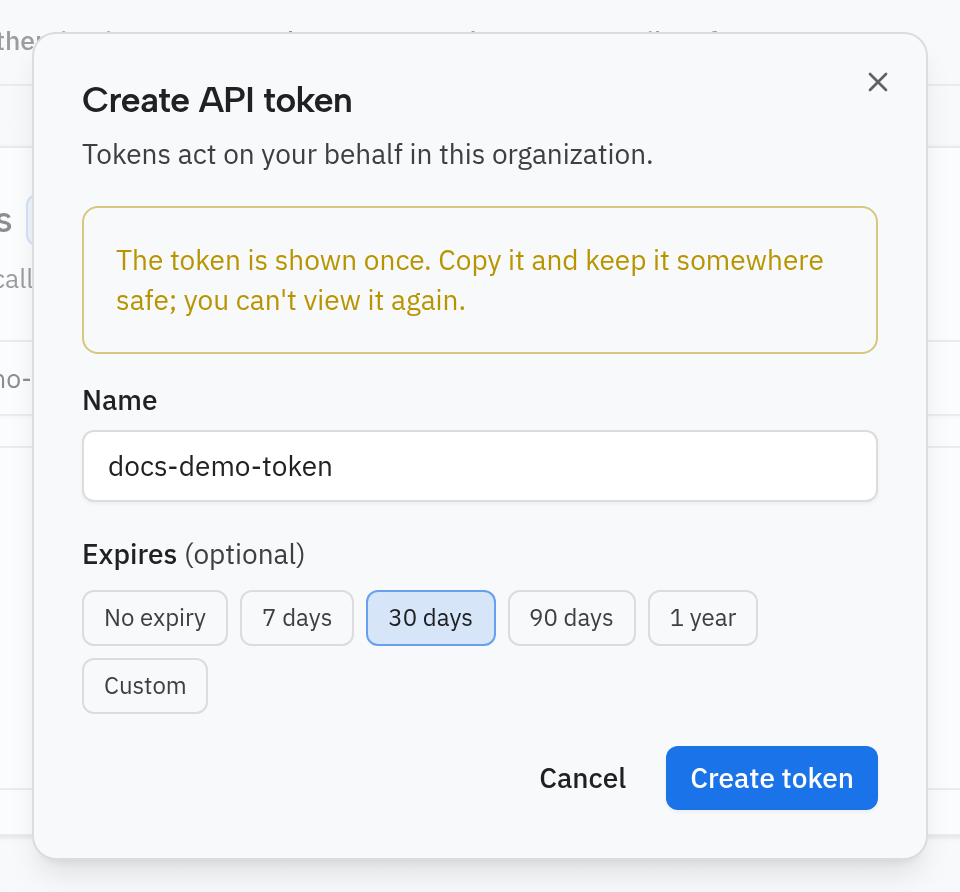 Create API token
Tokens act on your behalf in this organization.
The token is shown once. Copy it and keep it somewhere
safe; you can't view it again.
Name
docs-demo-token
Expires (optional)
No expiry
7 days
30 days
90 days
1 year
Custom
Cancel
Create token